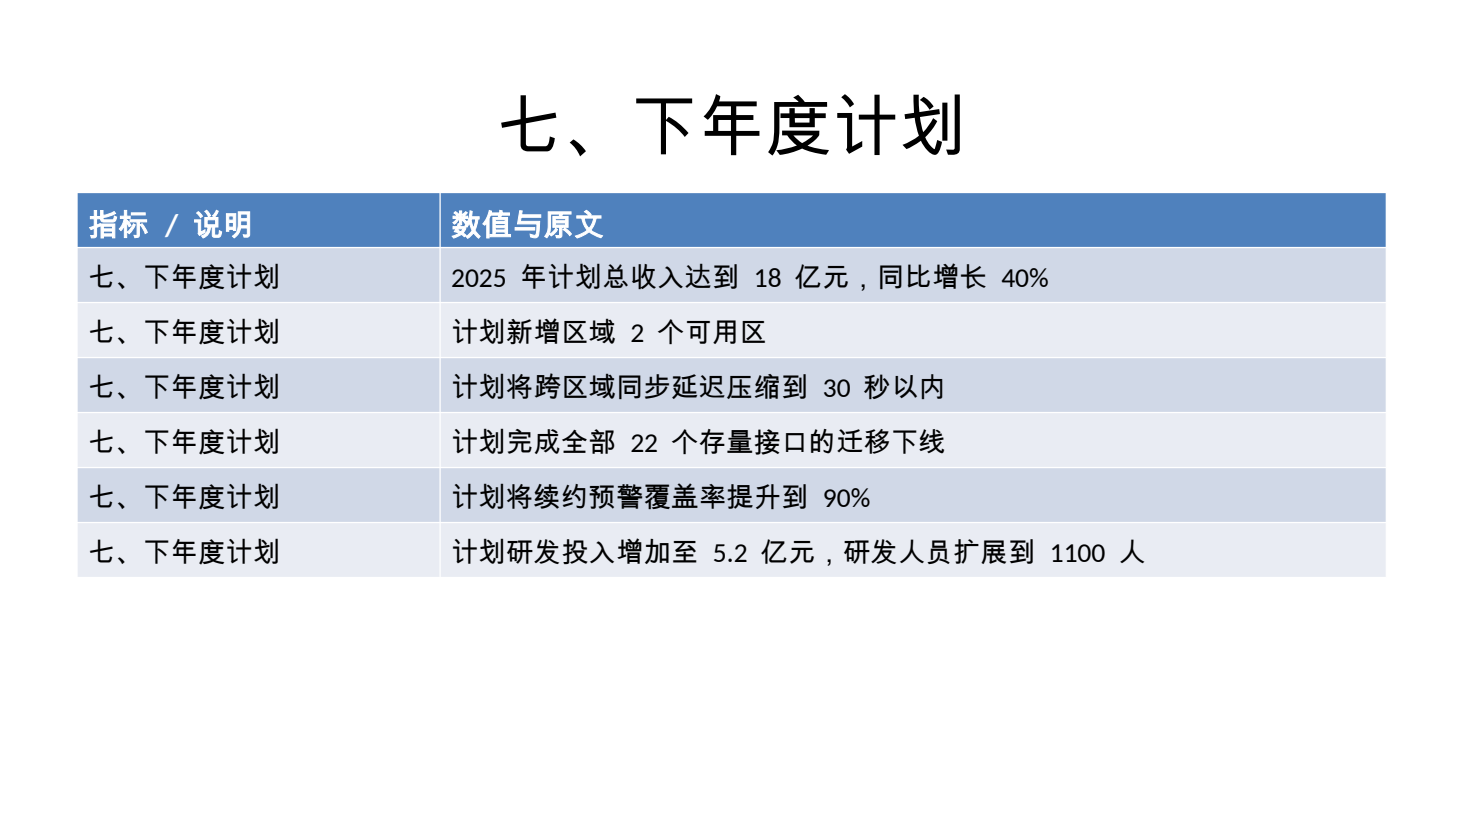 七、下年度计划
指标 / 说明 数值与原文
七、下年度计划 2025 年计划总收入达到 18 亿元，同比增长 40%
七、下年度计划 计划新增区域 2 个可用区
七、下年度计划 计划将跨区域同步延迟压缩到 30 秒以内
七、下年度计划 计划完成全部 22 个存量接口的迁移下线
七、下年度计划 计划将续约预警覆盖率提升到 90%
七、下年度计划 计划研发投入增加至 5.2 亿元，研发人员扩展到 1100 人